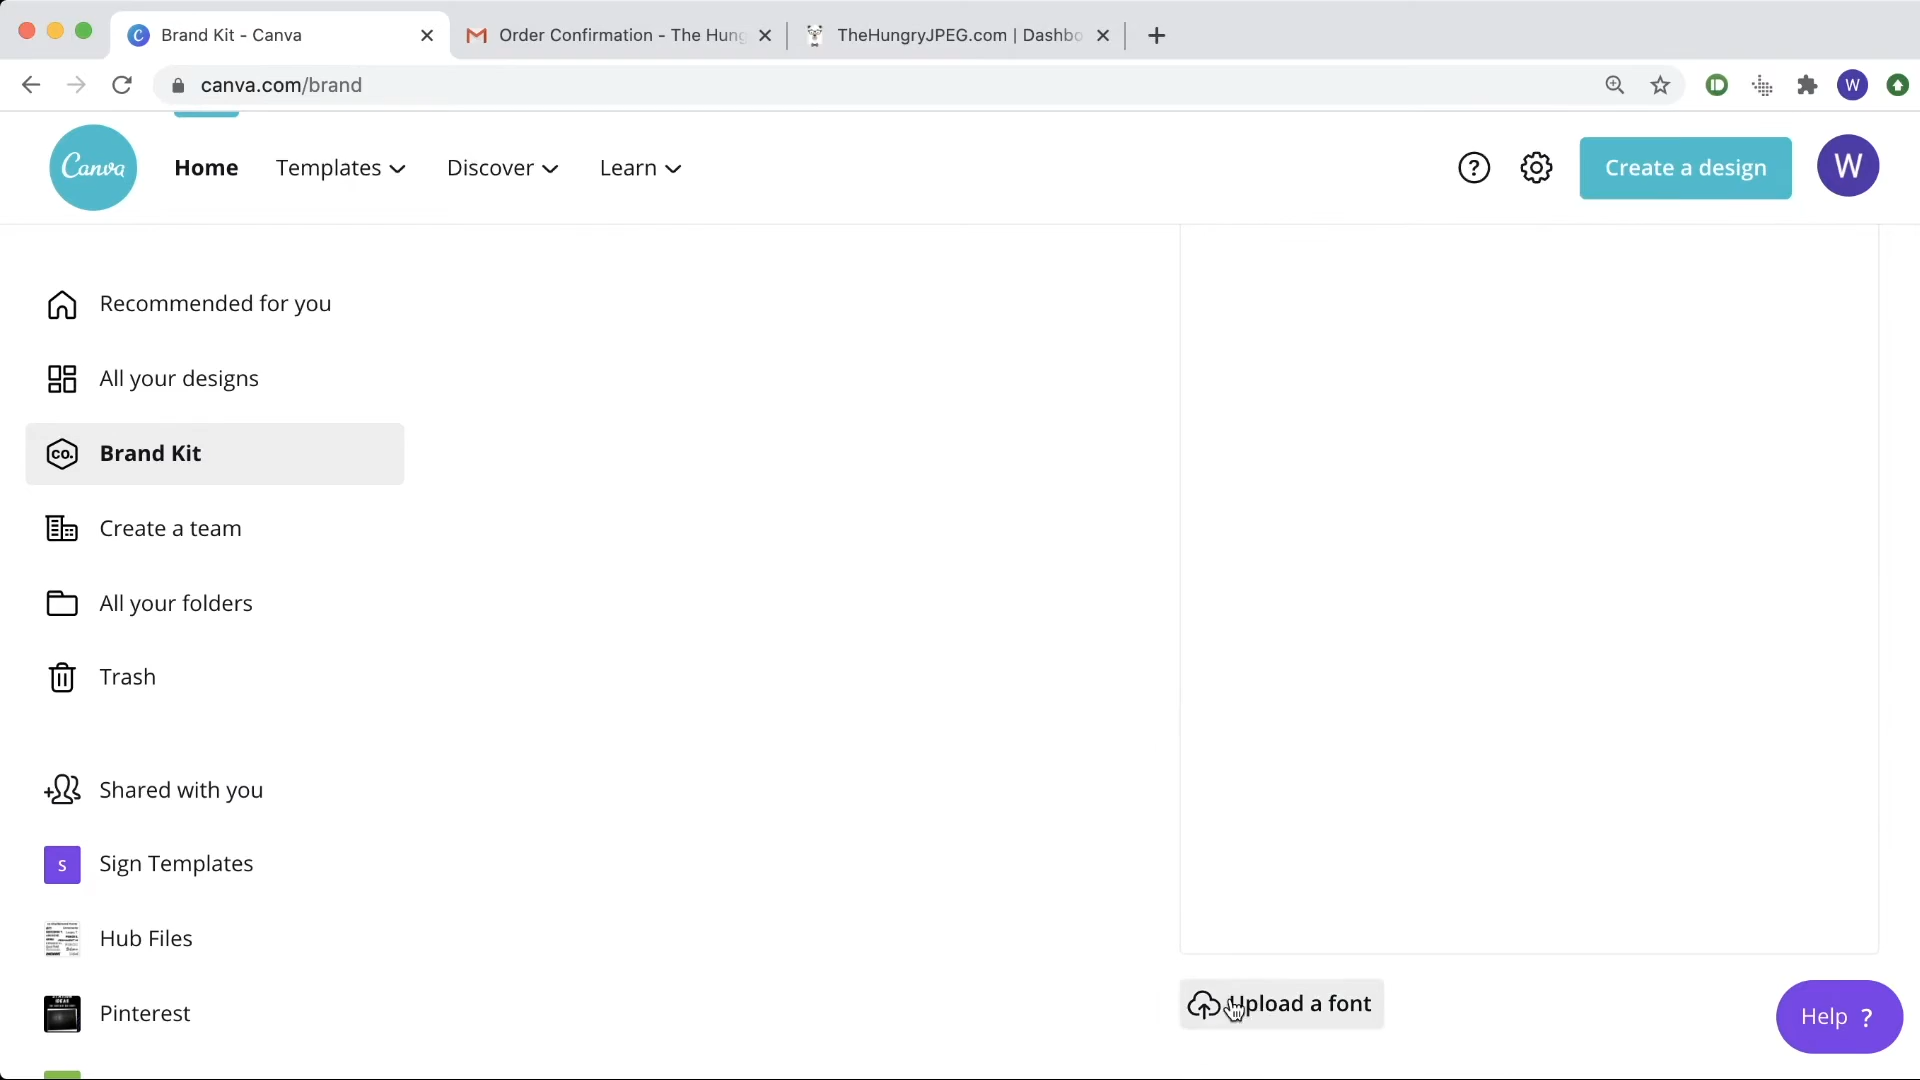 Brand Kit - Canva
Order Confirmation - The Hung
TheHungryJPEG.com | Dashbo
canva.com/brand
W
Canva
Home
Templates
Discover
Learn
?
Create a design
W
Recommended for you
All your designs
CO.
Brand Kit
Create a team
All your folders
Trash
Shared with you
S
Sign Templates
Hub Files
Pinterest
Upload a font
Help ?